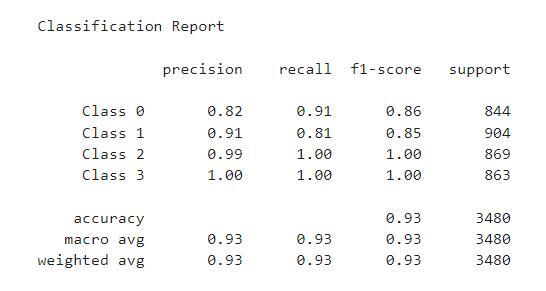 Classification Report
precision recall f1-score support
Class 0 0.82 0.91 0.86 844
Class 1 0.91 0.81 0.85 904
Class 2 0.99 1.00 1.00 869
Class 3 1.00 1.00 1.00 863
accuracy 0.93 3480
macro avg 0.93 0.93 0.93 3480
weighted avg 0.93 0.93 0.93 3480